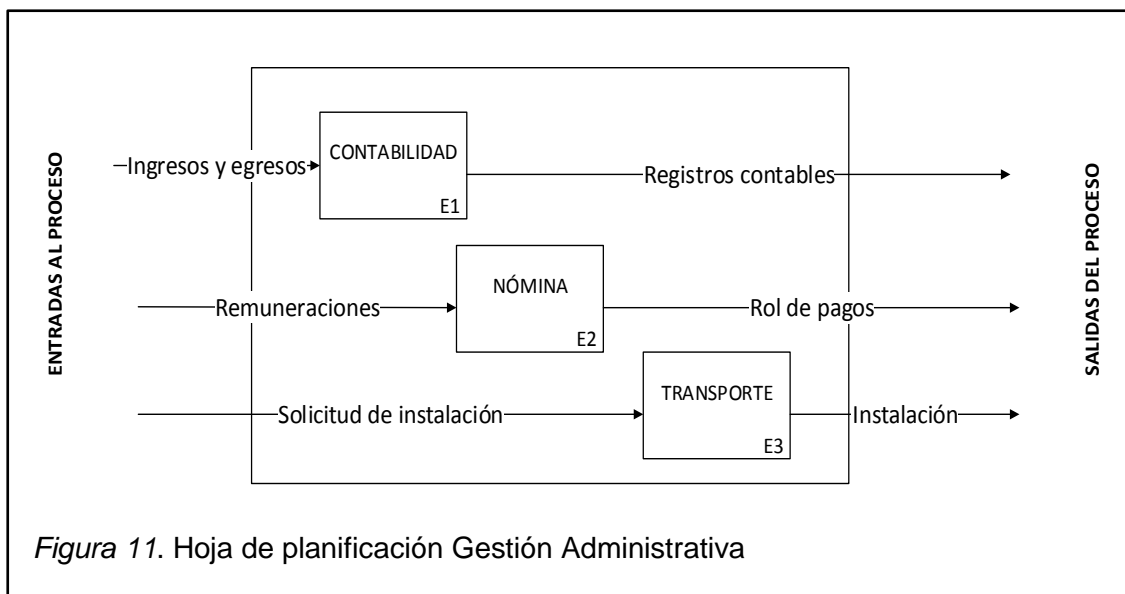 ENTRADAS AL PROCESO
Ingresos y egresos
CONTABILIDAD
E1
Registros contables
Remuneraciones
NÓMINA
E2
Rol de pagos
Solicitud de instalación
TRANSPORTE
E3
Instalación
SALIDAS DEL PROCESO
Figura 11. Hoja de planificación Gestión Administrativa